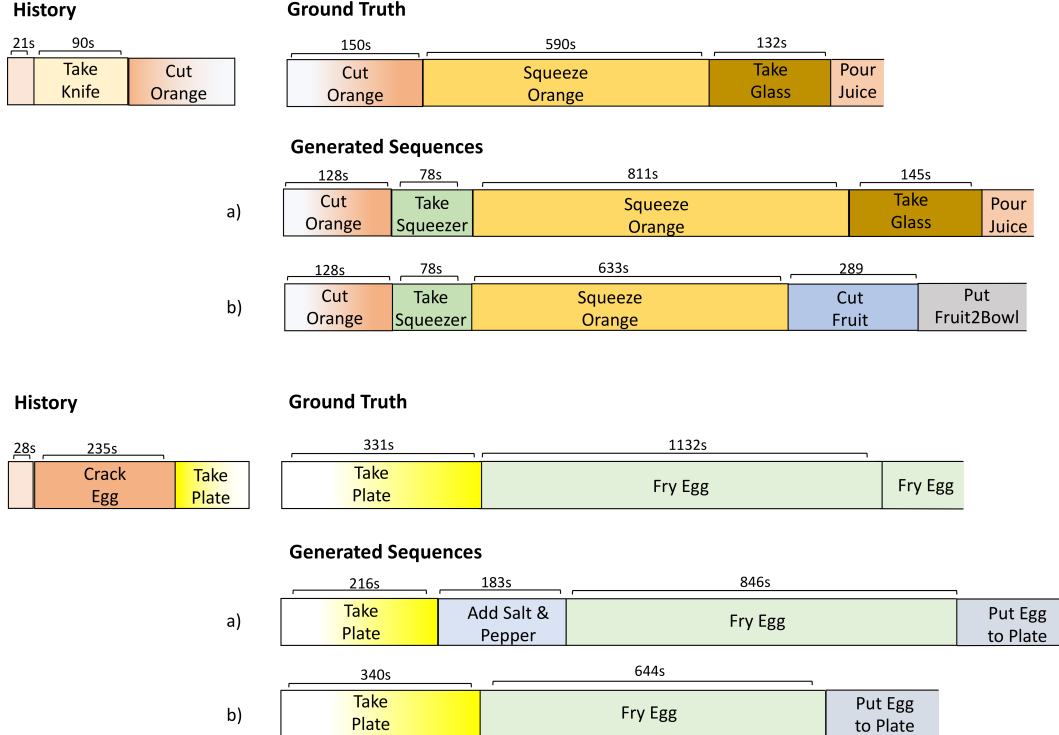 History
Ground Truth
21s 90s
Take
Knife
Cut
Orange
150s 590s 132s
Cut
Orange
Squeeze
Orange
Take
Glass
Pour
Juice
Generated Sequences
128s 78s 811s 145s
a)
Cut
Orange
Take
Squeezer
Squeeze
Orange
Take
Glass
Pour
Juice
128s 78s 633s 289
b)
Cut
Orange
Take
Squeezer
Squeeze
Orange
Cut
Fruit
Put
Fruit2Bowl
History
Ground Truth
28s 235s
Crack
Egg
Take
Plate
331s 1132s
Take
Plate
Fry Egg
Fry Egg
Generated Sequences
216s 183s 846s
a)
Take
Plate
Add Salt &
Pepper
Fry Egg
Put Egg
to Plate
340s 644s
b)
Take
Plate
Fry Egg
Put Egg
to Plate